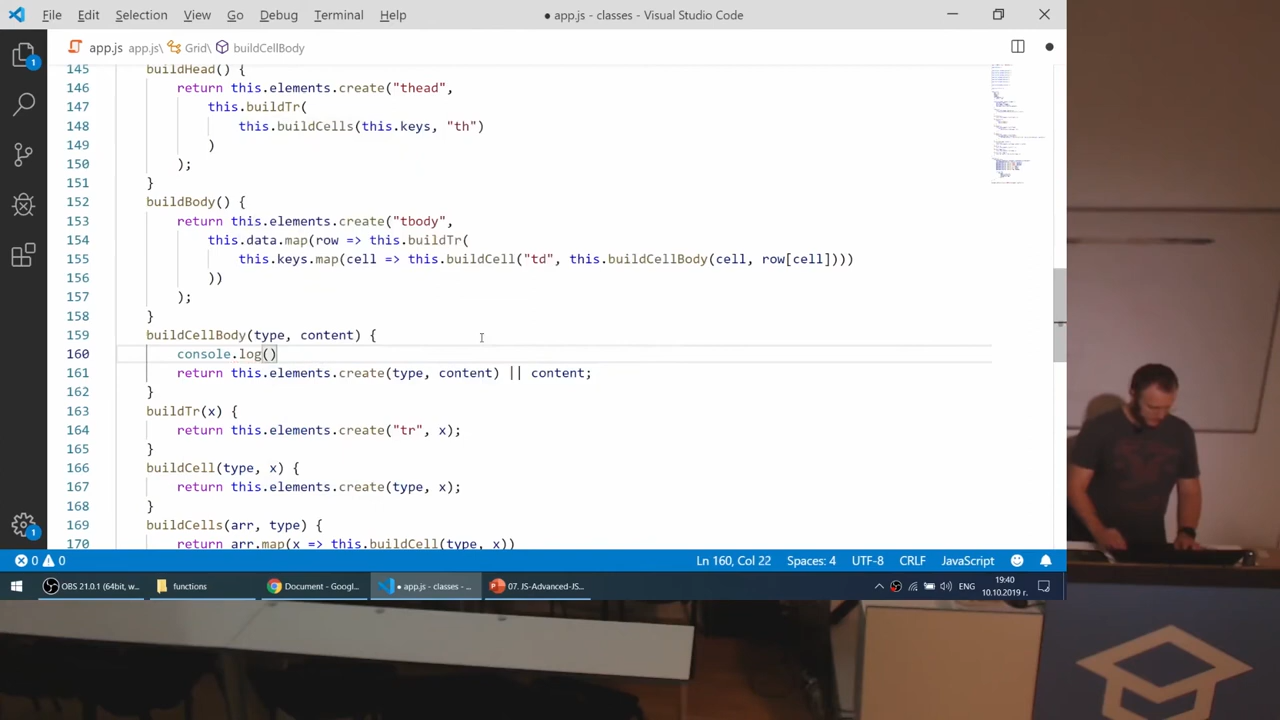 File Edit Selection View Go Debug Terminal Help
● app.js - classes - Visual Studio Code
app.js app.js\ Grid\ buildCellBody
145 buildHead() {
146 return this.elements.create("thead",
147 this.buildTr(
148 this.buildCells(this.keys, "th")
149 )
150 );
151 }
152 buildBody() {
153 return this.elements.create("tbody",
154 this.data.map(row => this.buildTr(
155 this.keys.map(cell => this.buildCell("td", this.buildCellBody(cell, row[cell])))
156 ))
157 );
158 }
159 buildCellBody(type, content) {
160 console.log()
161 return this.elements.create(type, content) || content;
162 }
163 buildTr(x) {
164 return this.elements.create("tr", x);
165 }
166 buildCell(type, x) {
167 return this.elements.create(type, x);
168 }
169 buildCells(arr, type) {
170 return arr.map(x => this.buildCell(type, x))
1
1
0 0 Ln 160, Col 22 Spaces: 4 UTF-8 CRLF JavaScript
OBS 21.0.1 (64bit, w... functions Document - Googl... ● app.js - classes - ... 07. JS-Advanced-JS... ENG 19:40
10.10.2019 г.